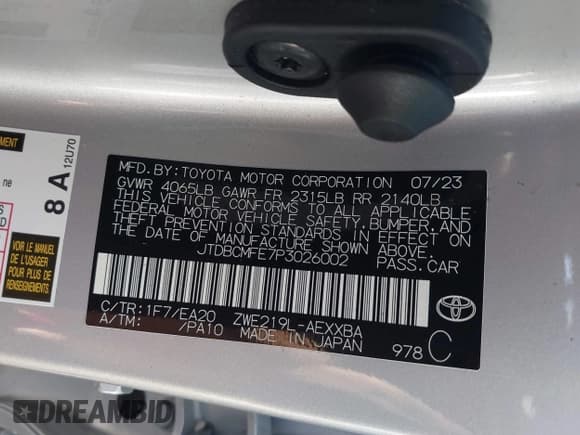 MFD.BY:TOYOTA MOTOR CORPORATION 07/23
GVWR 4065LB GAWR FR 2315LB RR 2140LB
THIS VEHICLE CONFORMS TO ALL APPLICABLE
FEDERAL MOTOR VEHICLE SAFETY, BUMPER, AND
THEFT PREVENTION STANDARDS IN EFFECT ON
THE DATE OF MANUFACTURE SHOWN ABOVE.
JTDBCMFE7P3026002 PASS.CAR
C/TR:1F7/EA20 ZWE219L-AEXXBA
A/TM: /PA10 MADE IN JAPAN
978 C
TOYOTA
ne
VOIR LE MANUEL
DE L'USAGER
POUR PLUS DE
8 A
12U70
DREAMBID